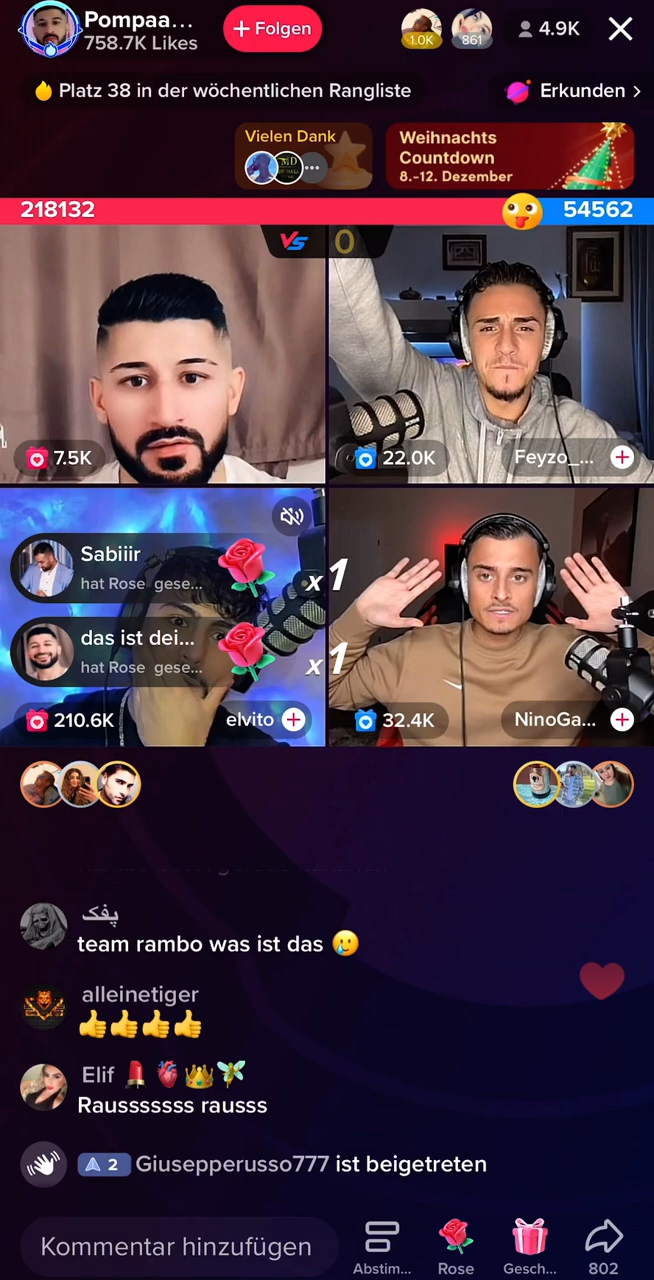 Pompaa...
758.7K Likes
+ Folgen
1.0K
861
4.9K
Platz 38 in der wöchentlichen Rangliste
Erkunden >
Vielen Dank
MD
Weihnachts
Countdown
8.-12. Dezember
218132
54562
VS
0
7.5K
22.0K
Feyzo_...
Sabiiir
hat Rose gese...
x1
das ist dei...
hat Rose gese...
x1
210.6K
elvito
32.4K
NinoGa...
پفک
team rambo was ist das 🥲
alleinetiger
👍👍👍👍
Elif 💄🫀👑🧚
Rausssssss rausss
2 Giusepperusso777 ist beigetreten
Kommentar hinzufügen
Abstim...
Rose
Gesch...
802